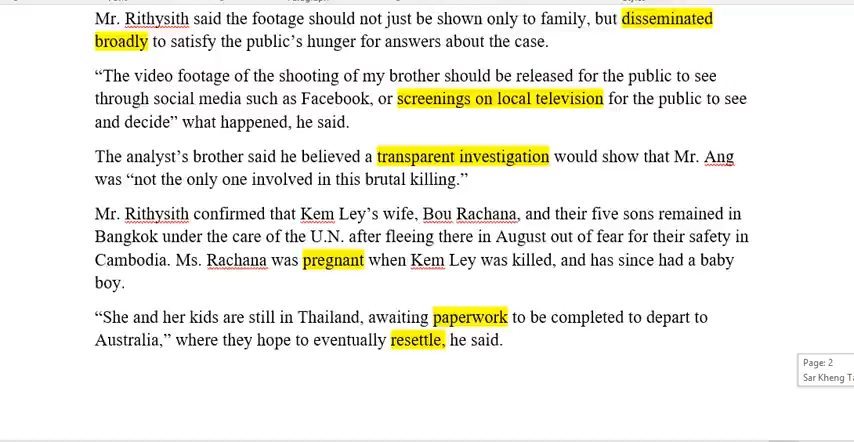 Mr. Rithysith said the footage should not just be shown only to family, but disseminated
broadly to satisfy the public’s hunger for answers about the case.
“The video footage of the shooting of my brother should be released for the public to see
through social media such as Facebook, or screenings on local television for the public to see
and decide” what happened, he said.
The analyst’s brother said he believed a transparent investigation would show that Mr. Ang
was “not the only one involved in this brutal killing.”
Mr. Rithysith confirmed that Kem Ley’s wife, Bou Rachana, and their five sons remained in
Bangkok under the care of the U.N. after fleeing there in August out of fear for their safety in
Cambodia. Ms. Rachana was pregnant when Kem Ley was killed, and has since had a baby
boy.
“She and her kids are still in Thailand, awaiting paperwork to be completed to depart to
Australia,” where they hope to eventually resettle, he said.
Page: 2
Sar Kheng